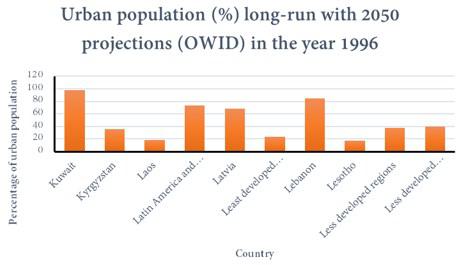 Urban population (%) long-run with 2050
projections (OWID) in the year 1996
Percentage of urban population
120
100
80
60
40
20
0
Kuwait
Kyrgyzstan
Laos
Latin America and...
Latvia
Least developed...
Lebanon
Lesotho
Less developed regions
Less developed...
Country